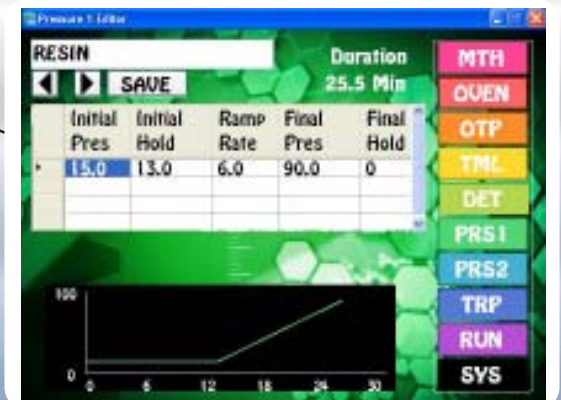 Pressure 1 Editor
RESIN
Duration
SAVE
25.5 Min
Initial Pres Initial Hold Ramp Rate Final Pres Final Hold
15.0 13.0 6.0 90.0 0
MTH
OVEN
OTP
TML
DET
PRS1
PRS2
TRP
RUN
SYS
100
0
0 6 12 18 24 30